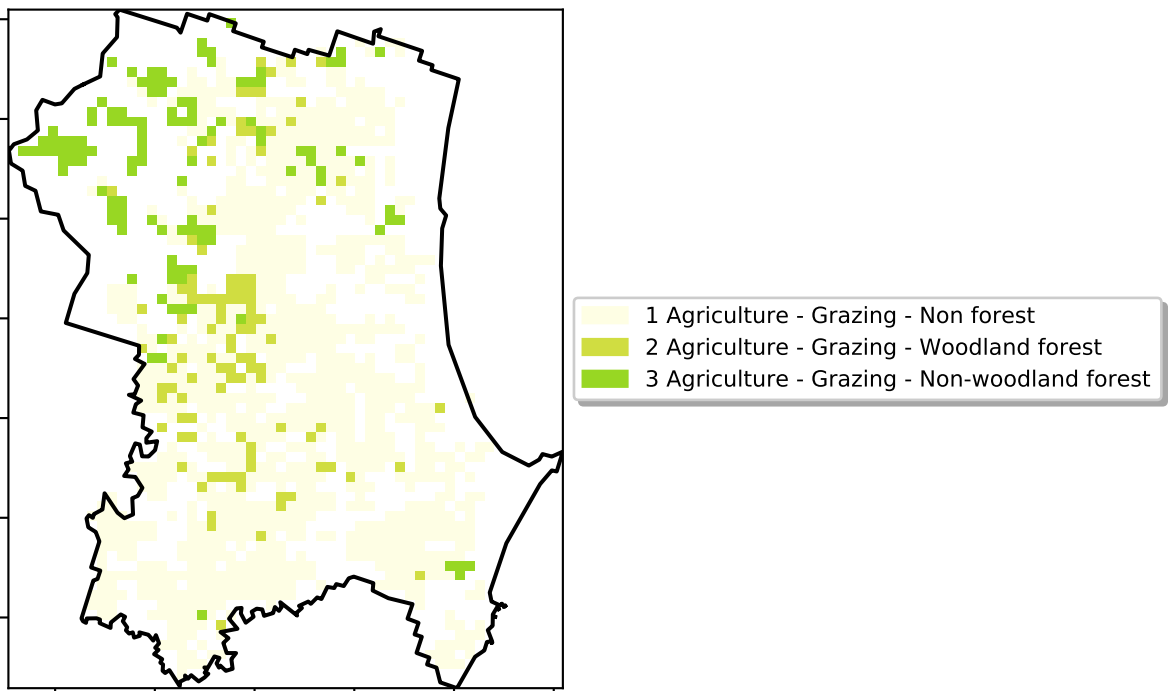 1 Agriculture - Grazing - Non forest
2 Agriculture - Grazing - Woodland forest
3 Agriculture - Grazing - Non-woodland forest